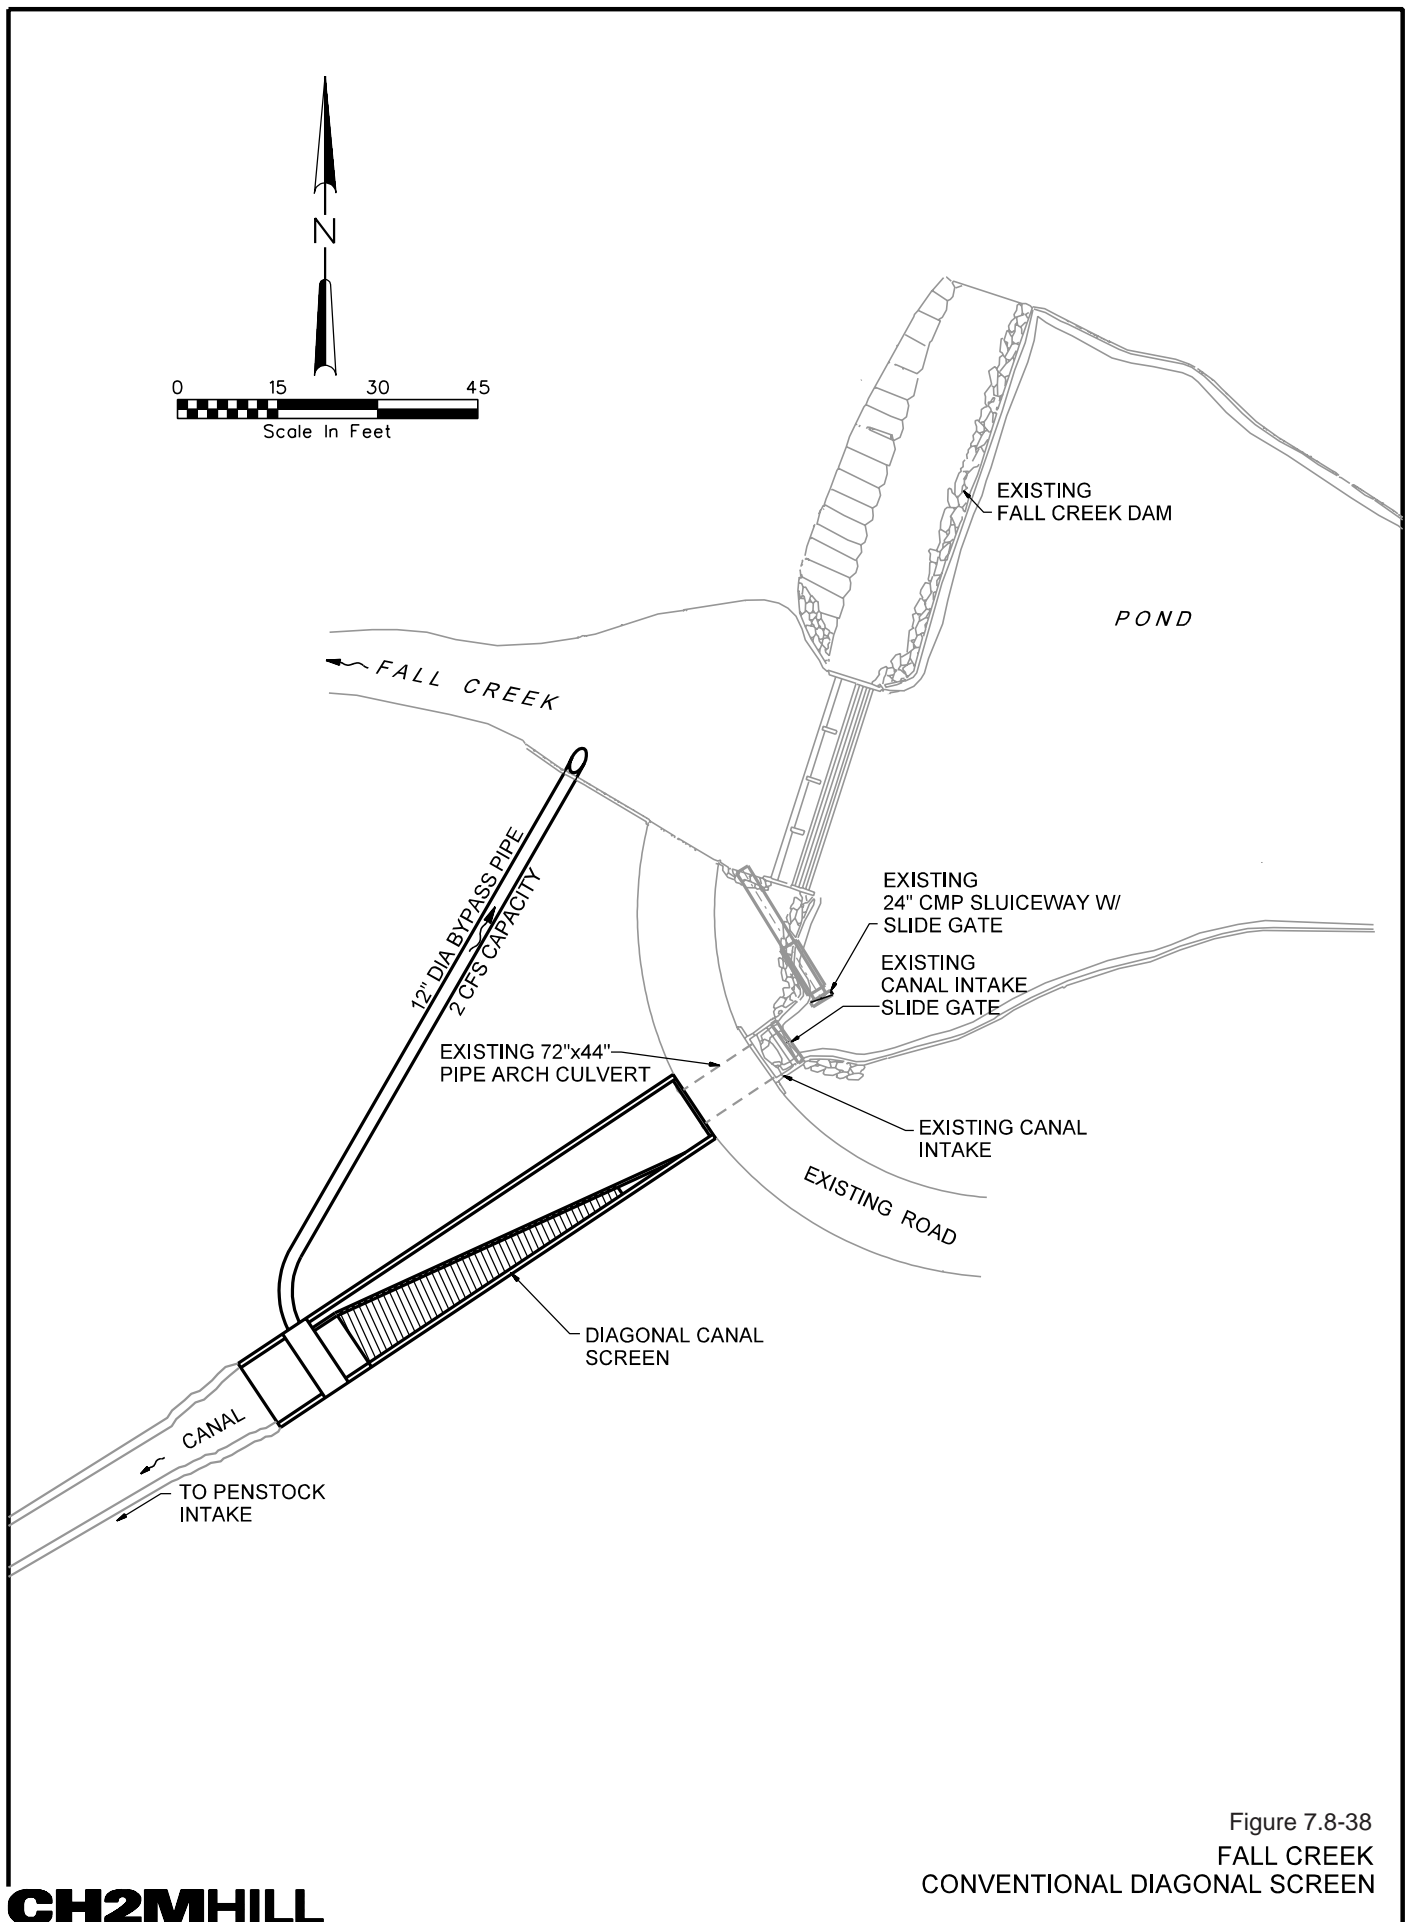 N
0 15 30 45
Scale In Feet
EXISTING
FALL CREEK DAM
POND
FALL CREEK
12" DIA BYPASS PIPE
2 CFS CAPACITY
EXISTING
24" CMP SLUICEWAY W/
SLIDE GATE
EXISTING
CANAL INTAKE
SLIDE GATE
EXISTING 72"x44"
PIPE ARCH CULVERT
EXISTING CANAL
INTAKE
EXISTING ROAD
DIAGONAL CANAL
SCREEN
CANAL
TO PENSTOCK
INTAKE
Figure 7.8-38
FALL CREEK
CONVENTIONAL DIAGONAL SCREEN
CH2MHILL